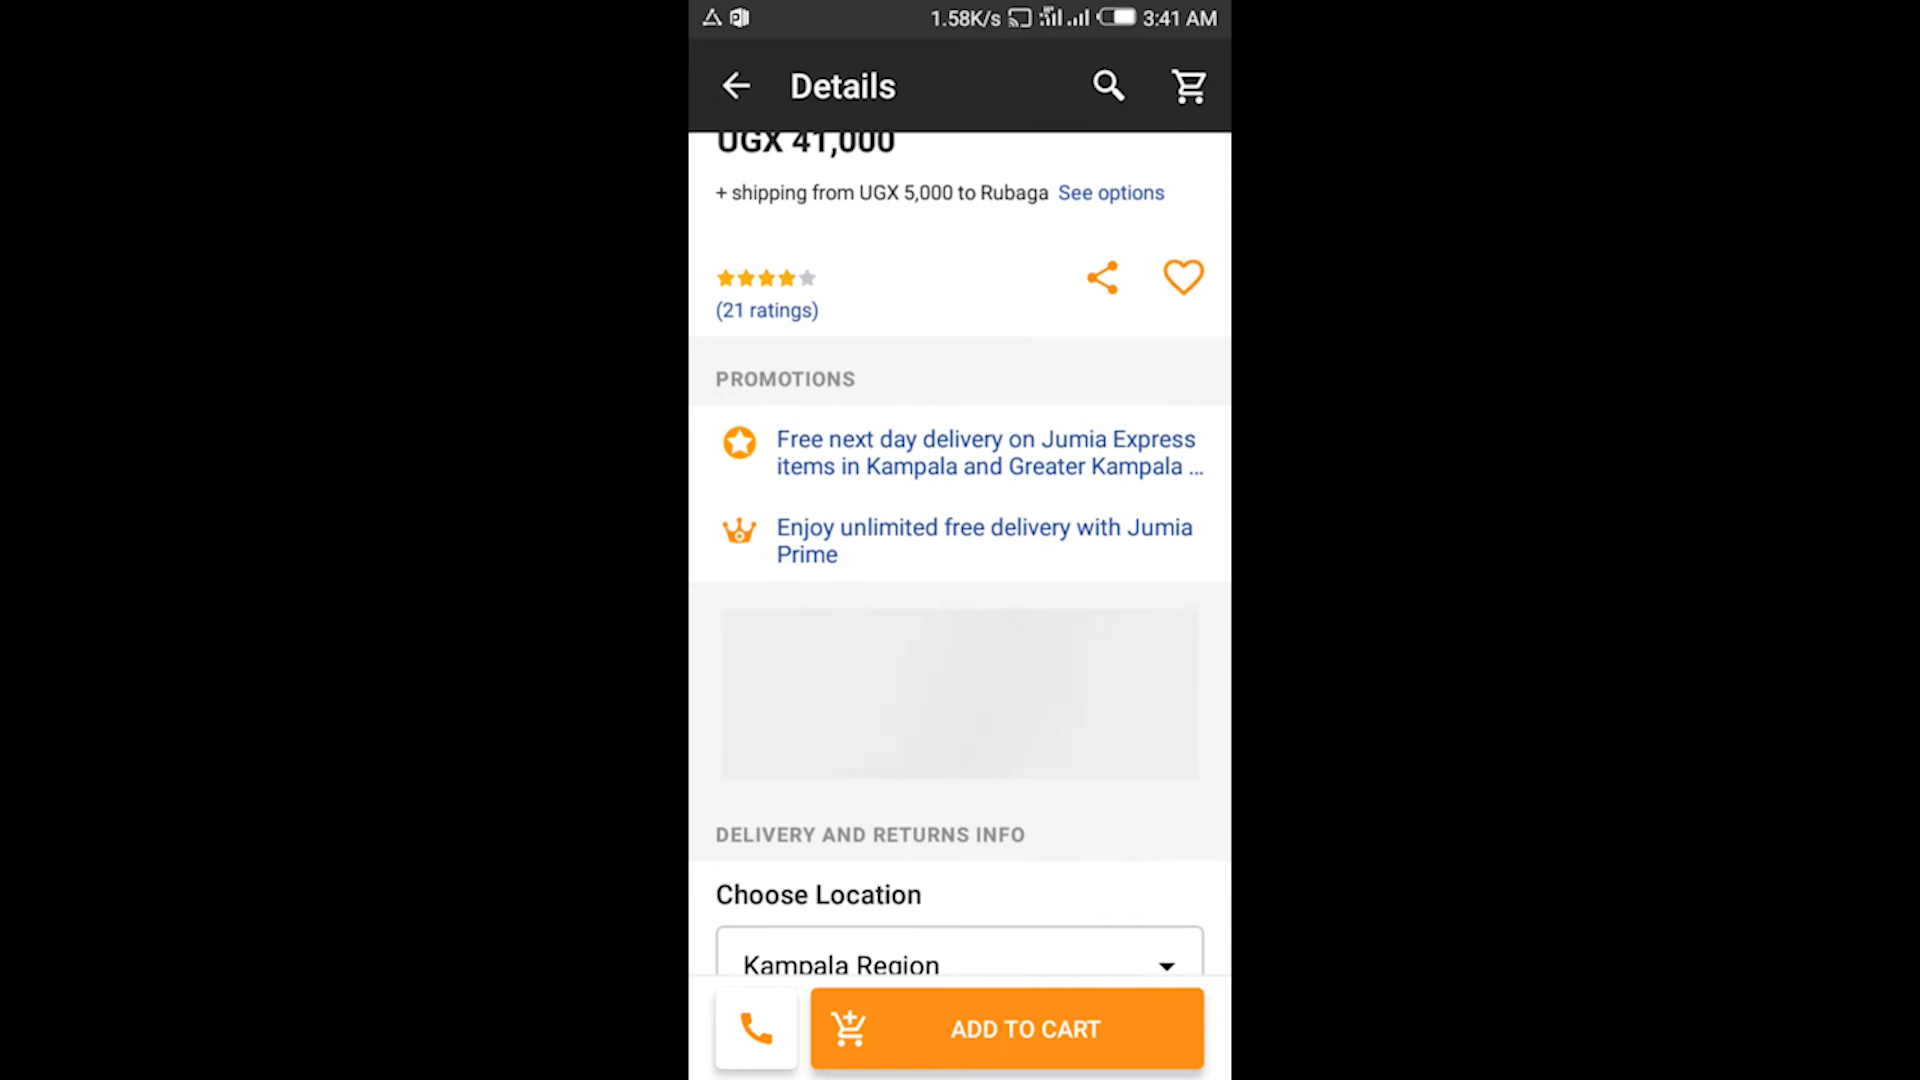 1.58K/s 3:41 AM
Details
UGX 41,000
+ shipping from UGX 5,000 to Rubaga See options
(21 ratings)
PROMOTIONS
Free next day delivery on Jumia Express
items in Kampala and Greater Kampala ...
Enjoy unlimited free delivery with Jumia
Prime
DELIVERY AND RETURNS INFO
Choose Location
Kampala Region
ADD TO CART